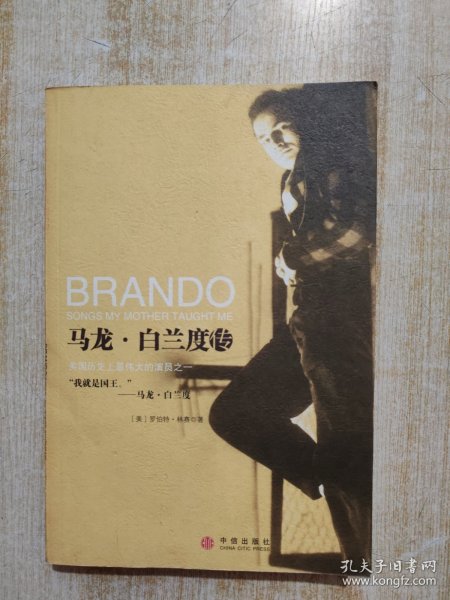 BRANDO
SONGS MY MOTHER TAUGHT ME
马龙·白兰度传
美国历史上最伟大的演员之一
“我就是国王。”
——马龙·白兰度
［美］罗伯特·林赛◎著
中信出版社
CHINA CITIC PRESS
孔夫子旧书网
www.kongfz.com